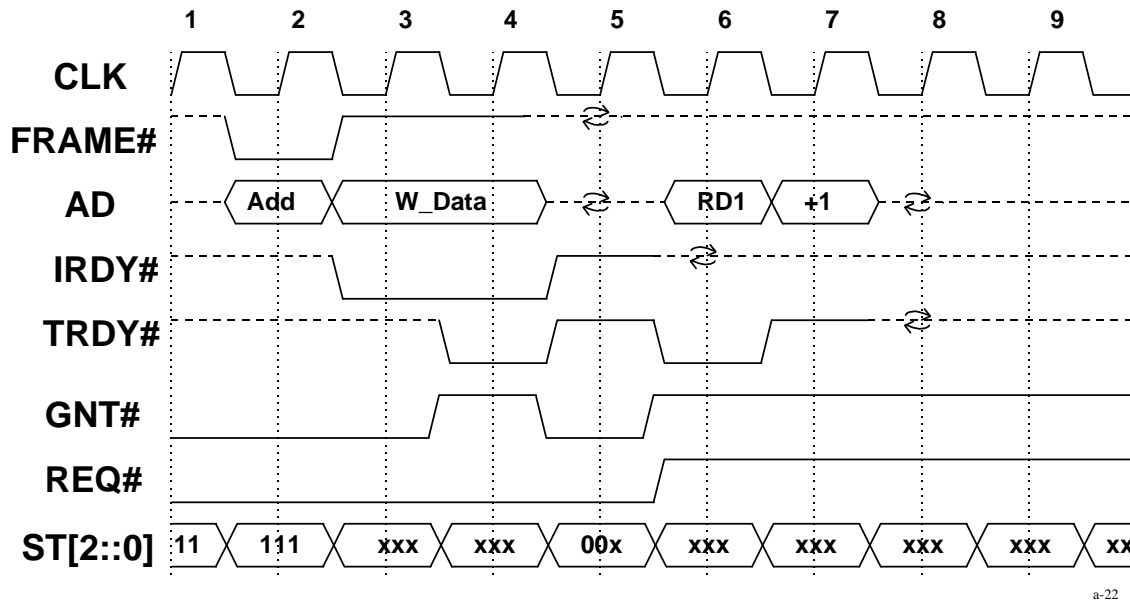 1 2 3 4 5 6 7 8 9
CLK
FRAME#
AD Add W_Data RD1 +1
IRDY#
TRDY#
GNT#
REQ#
ST[2::0] 11 111 xxx xxx 00x xxx xxx xxx xxx xx
a-22